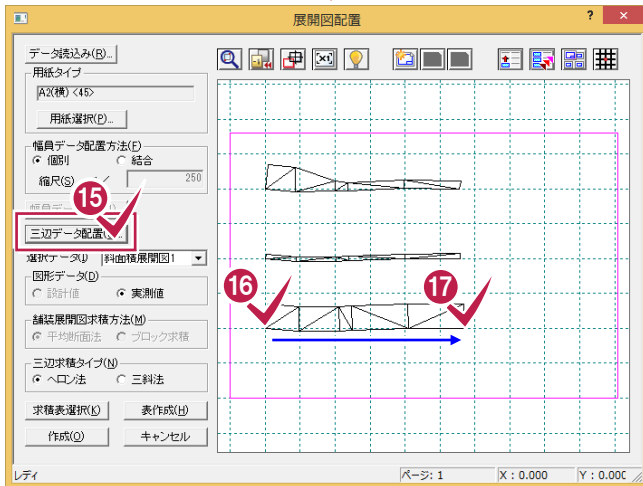 展開図配置
? ×
データ読込み(R)...
用紙タイプ
A2(横) <45>
用紙選択(P)...
幅員データ配置方法(F)
個別 結合
縮尺(S) 250
15
三辺データ配置
選択データ(I) 斜面積展開図1
図形データ(D)
設計値 実測値
16
17
舗装展開図求積方法(M)
平均断面法 ブロック求積
三辺求積タイプ(N)
ヘロン法 三斜法
求積表選択(K) 表作成(H)
作成(O) キャンセル
レディ ページ: 1 X : 0.000 Y : 0.000